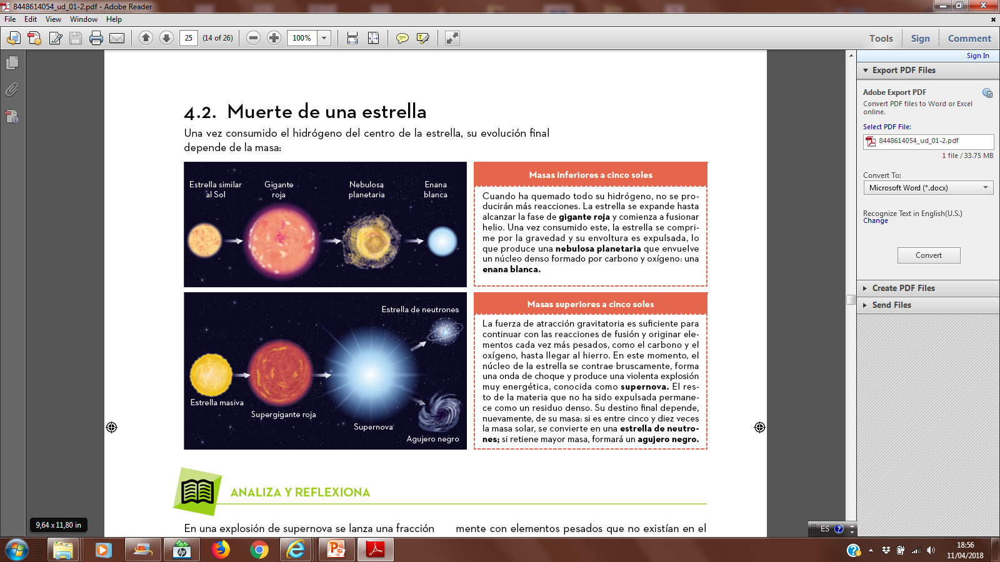 8448614054_ud_01-2.pdf - Adobe Reader
File Edit View Window Help
25 (14 of 26) 100% Tools Sign Comment
Sign In
Export PDF Files
Adobe Export PDF
Convert PDF files to Word or Excel
online.
Select PDF File:
8448614054_ud_01-2.pdf
1 file / 33.75 MB
Convert To:
Microsoft Word (*.docx)
Recognize Text in English(U.S.)
Change
Convert
Create PDF Files
Send Files
4.2. Muerte de una estrella
Una vez consumido el hidrógeno del centro de la estrella, su evolución final
depende de la masa:
Estrella similar
al Sol
Gigante
roja
Nebulosa
planetaria
Enana
blanca
Masas inferiores a cinco soles
Cuando ha quemado todo su hidrógeno, no se pro-
ducirán más reacciones. La estrella se expande hasta
alcanzar la fase de gigante roja y comienza a fusionar
helio. Una vez consumido este, la estrella se compri-
me por la gravedad y su envoltura es expulsada, lo
que produce una nebulosa planetaria que envuelve
un núcleo denso formado por carbono y oxígeno: una
enana blanca.
Estrella de neutrones
Estrella masiva
Supergigante roja
Supernova
Agujero negro
Masas superiores a cinco soles
La fuerza de atracción gravitatoria es suficiente para
continuar con las reacciones de fusión y originar ele-
mentos cada vez más pesados, como el carbono y el
oxígeno, hasta llegar al hierro. En este momento, el
núcleo de la estrella se contrae bruscamente, forma
una onda de choque y produce una violenta explosión
muy energética, conocida como supernova. El res-
to de la materia que no ha sido expulsada permane-
ce como un residuo denso. Su destino final depende,
nuevamente, de su masa: si es entre cinco y diez veces
la masa solar, se convierte en una estrella de neutro-
nes; si retiene mayor masa, formará un agujero negro.
ANALIZA Y REFLEXIONA
En una explosión de supernova se lanza una fracción
mente con elementos pesados que no existían en el
9,64 x 11,80 in
ES
hp
18:56
11/04/2018